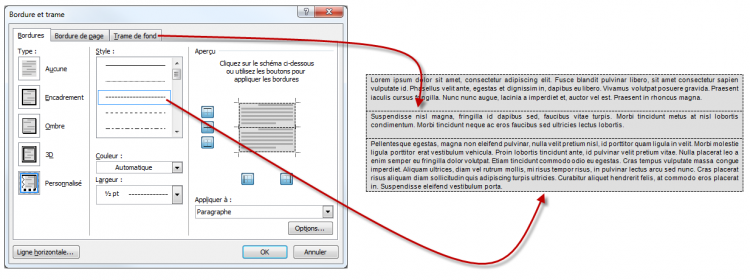 Bordure et trame
Bordures
Bordure de page
Trame de fond
Type :
Aucune
Encadrement
Ombre
3D
Personnalisé
Style :
Couleur :
Automatique
Largeur :
½ pt
Aperçu
Cliquez sur le schéma ci-dessous
ou utilisez les boutons pour
appliquer les bordures
Appliquer à :
Paragraphe
Options...
Ligne horizontale...
OK
Annuler
Lorem ipsum dolor sit amet, consectetur adipiscing elit. Fusce blandit pulvinar libero, sit amet consectetur sapien
vulputate id. Phasellus velit ante, egestas et dignissim in, dapibus eu libero. Vivamus volutpat posuere gravida. Praesent
iaculis cursus fringilla. Nunc nunc augue, lacinia a imperdiet et, auctor vel est. Praesent in rhoncus magna.
Suspendisse nisl magna, fringilla id dapibus sed, faucibus vitae turpis. Morbi tincidunt metus at nisl lobortis
condimentum. Morbi tincidunt neque ac eros faucibus sed ultricies lectus lobortis.
Pellentesque egestas, magna non eleifend pulvinar, nulla velit pretium nisi, id porttitor quam ligula in velit. Morbi molestie
ligula porttitor erat vestibulum vehicula. Proin lobortis tincidunt ante, id pulvinar velit pretium vitae. Nulla placerat leo a
enim semper eu fringilla dolor volutpat. Etiam tincidunt commodo odio eu egestas. Cras tempus vulputate massa congue
imperdiet. Aliquam ultrices, diam vel rutrum mollis, mi risus tempor risus, in pulvinar lectus arcu sed nunc. Cras placerat
risus aliquam diam sollicitudin quis adipiscing turpis ultrices. Curabitur aliquet hendrerit felis, at commodo eros placerat
in. Suspendisse eleifend vestibulum porta.